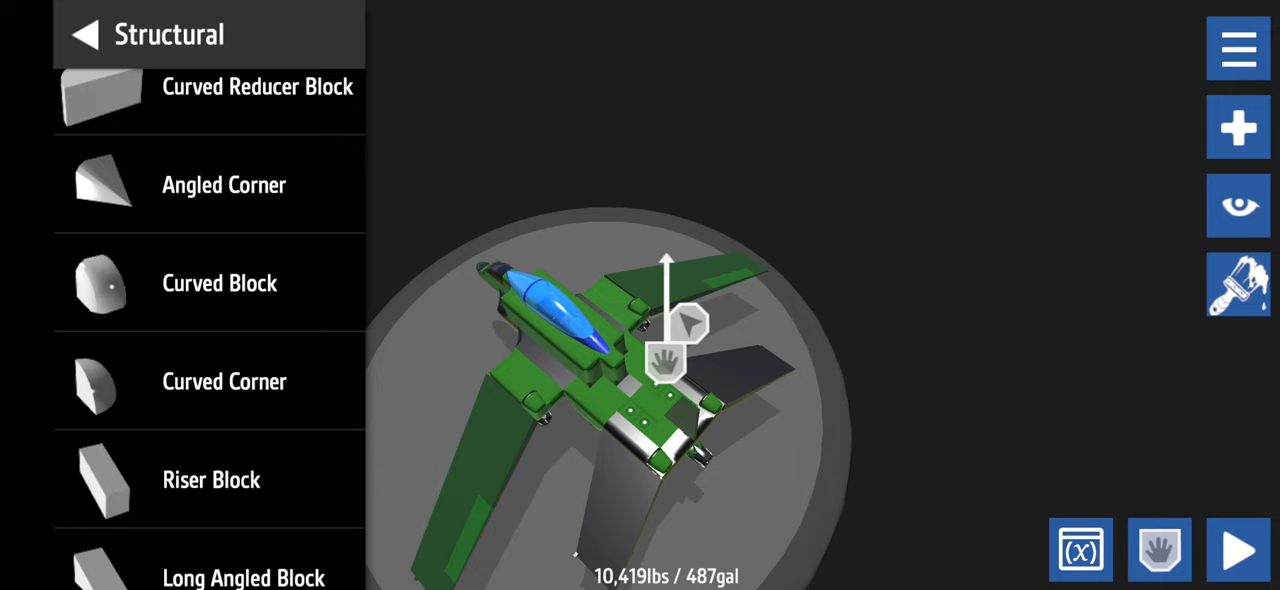 Structural
Curved Reducer Block
Angled Corner
Curved Block
Curved Corner
Riser Block
Long Angled Block
10,419lbs / 487gal
(x)